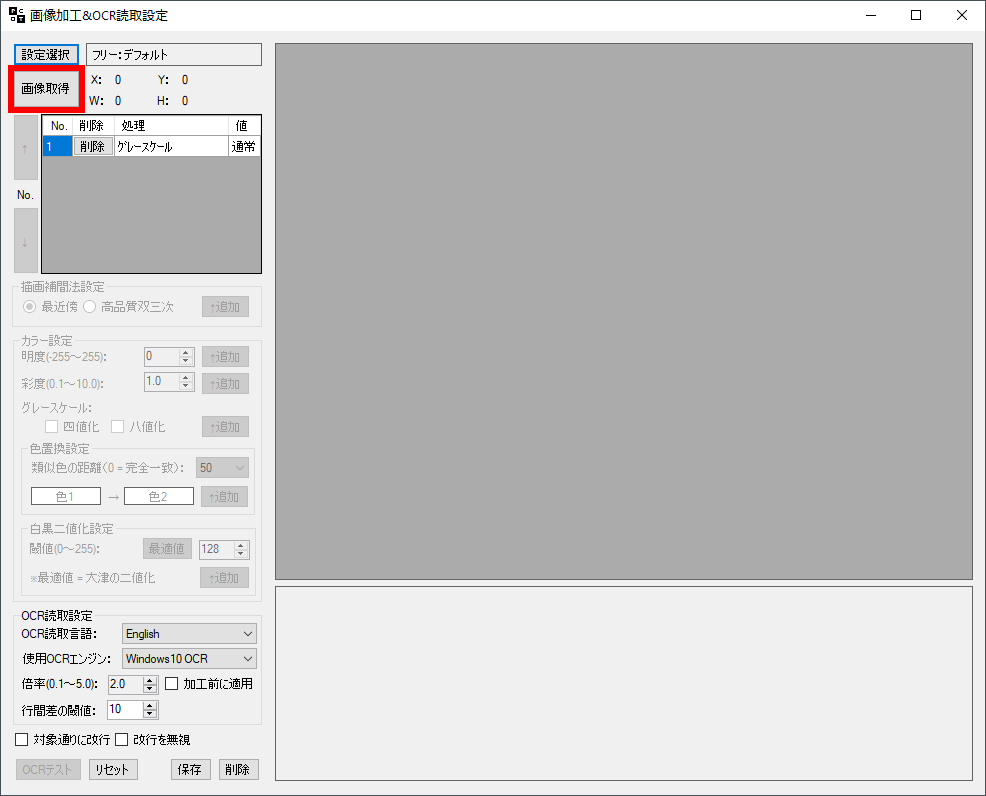 画像加工&OCR読取設定
設定選択 フリー:デフォルト
画像取得 X: 0 Y: 0
W: 0 H: 0
No. 削除 処理 値
1 削除 グレースケール 通常
↑
No.
↓
描画補間法設定
最近傍 高品質双三次 ↑追加
カラー設定
明度(-255～255): 0 ↑追加
彩度(0.1～10.0): 1.0 ↑追加
グレースケール:
四値化 八値化 ↑追加
色置換設定
類似色の距離(0 = 完全一致): 50
色1 → 色2 ↑追加
白黒二値化設定
閾値(0～255): 最適値 128
※最適値 = 大津の二値化 ↑追加
OCR読取設定
OCR読取言語: English
使用OCRエンジン: Windows10 OCR
倍率(0.1～5.0): 2.0 加工前に適用
行間差の閾値: 10
対象通りに改行 改行を無視
OCRテスト リセット 保存 削除